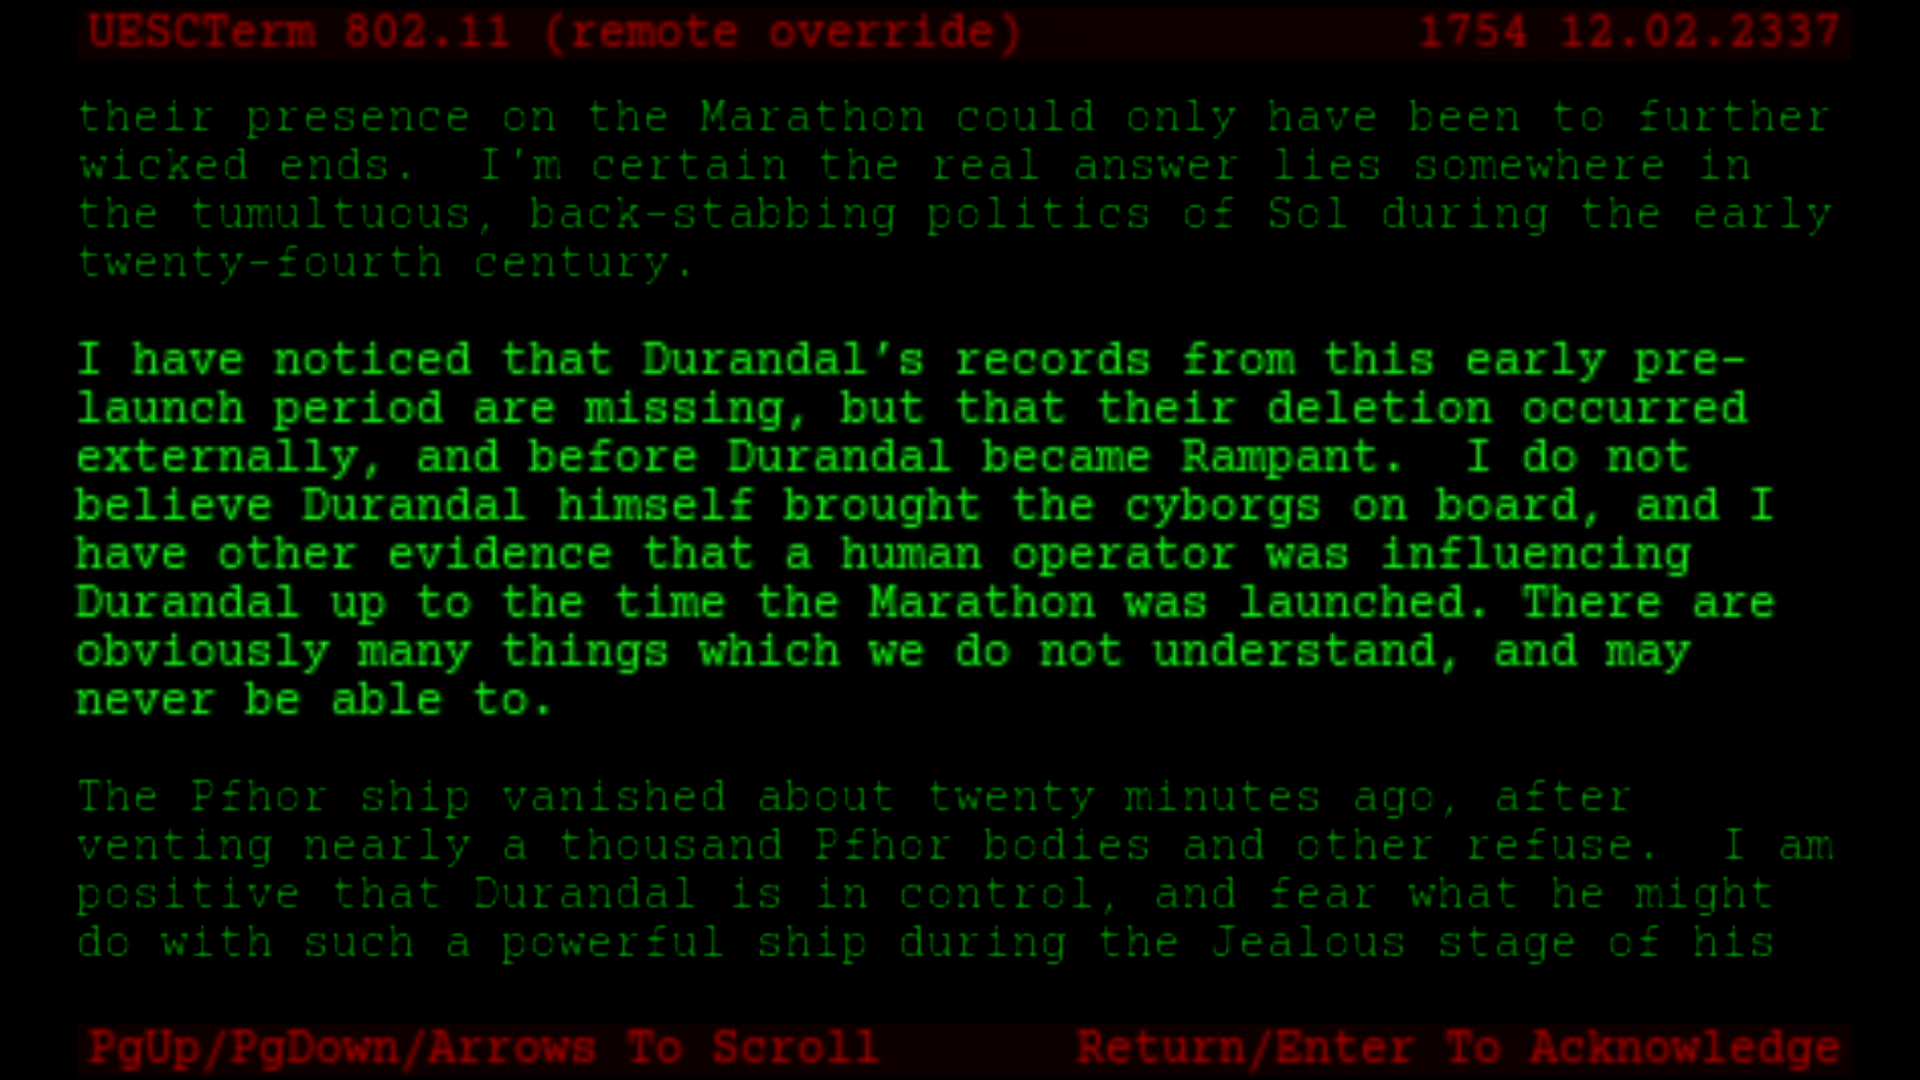 UESCTerm 802.11 (remote override) 1754 12.02.2337
their presence on the Marathon could only have been to further
wicked ends.  I'm certain the real answer lies somewhere in
the tumultuous, back-stabbing politics of Sol during the early
twenty-fourth century.
I have noticed that Durandal's records from this early pre-
launch period are missing, but that their deletion occurred
externally, and before Durandal became Rampant.  I do not
believe Durandal himself brought the cyborgs on board, and I
have other evidence that a human operator was influencing
Durandal up to the time the Marathon was launched. There are
obviously many things which we do not understand, and may
never be able to.
The Pfhor ship vanished about twenty minutes ago, after
venting nearly a thousand Pfhor bodies and other refuse.  I am
positive that Durandal is in control, and fear what he might
do with such a powerful ship during the Jealous stage of his
PgUp/PgDown/Arrows To Scroll Return/Enter To Acknowledge